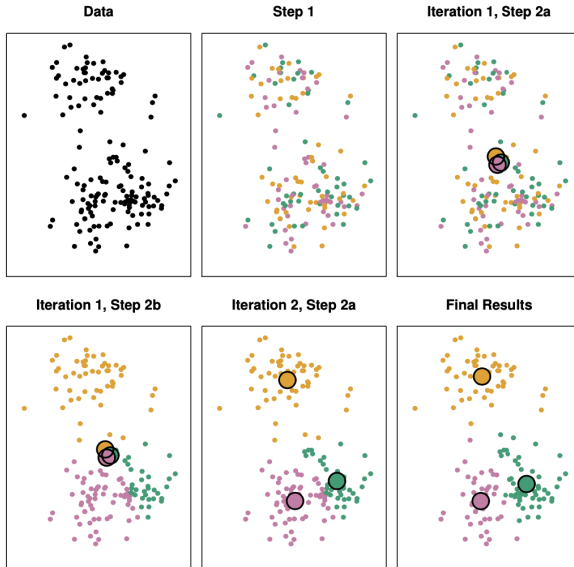 Data
Step 1
Iteration 1, Step 2a
Iteration 1, Step 2b
Iteration 2, Step 2a
Final Results